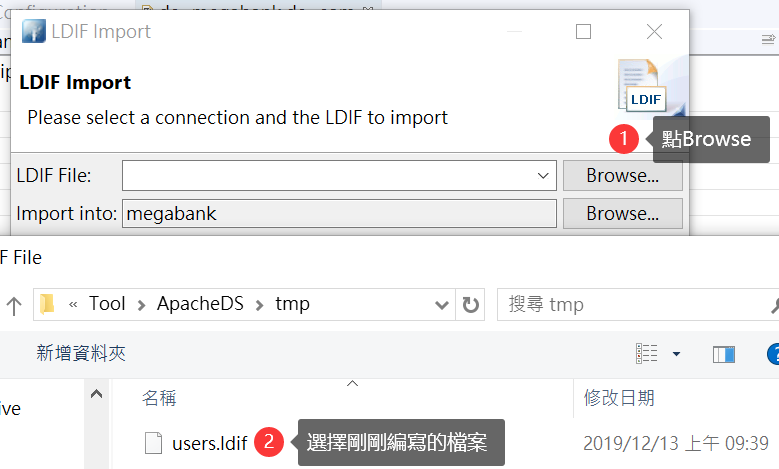 LDIF Import
LDIF Import
LDIF
Please select a connection and the LDIF to import
1 點Browse
LDIF File: Browse...
Import into: megabank Browse...
F File
« Tool > ApacheDS > tmp
搜尋 tmp
新增資料夾
名稱 修改日期
ive
users.ldif 2 選擇剛剛編寫的檔案 2019/12/13 上午 09:39